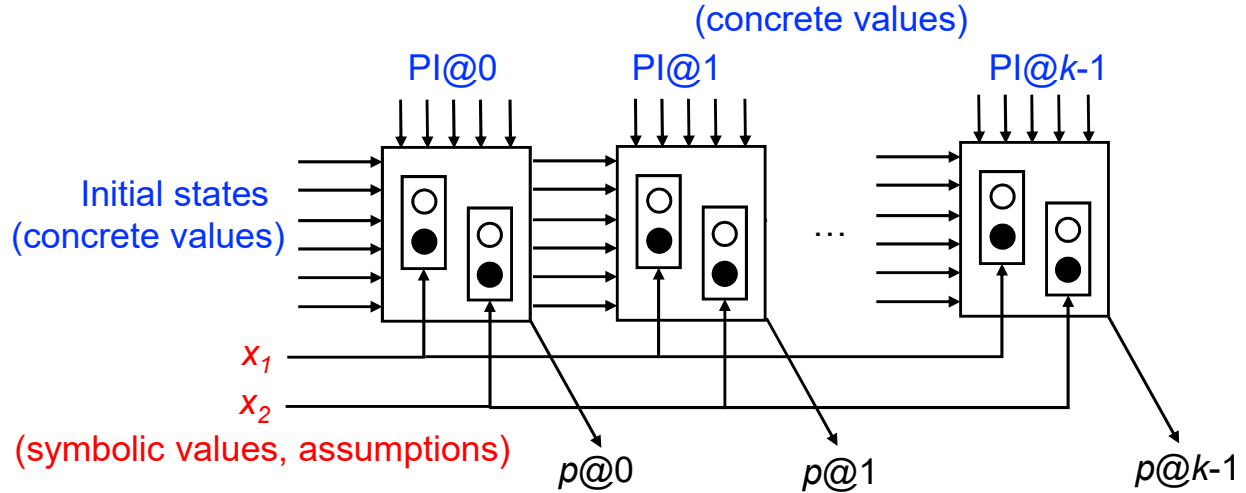 (concrete values)
PI@0 PI@1 PI@k-1
Initial states
(concrete values)
...
x₁
x₂
(symbolic values, assumptions)
p@0 p@1 p@k-1